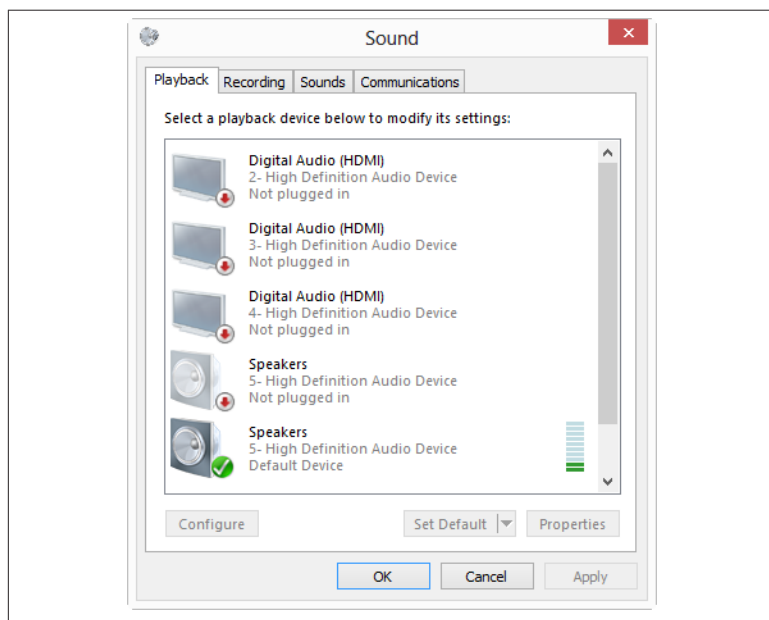 Sound
Playback Recording Sounds Communications
Select a playback device below to modify its settings:
Digital Audio (HDMI)
2- High Definition Audio Device
Not plugged in
Digital Audio (HDMI)
3- High Definition Audio Device
Not plugged in
Digital Audio (HDMI)
4- High Definition Audio Device
Not plugged in
Speakers
5- High Definition Audio Device
Not plugged in
Speakers
5- High Definition Audio Device
Default Device
Configure Set Default Properties
OK Cancel Apply